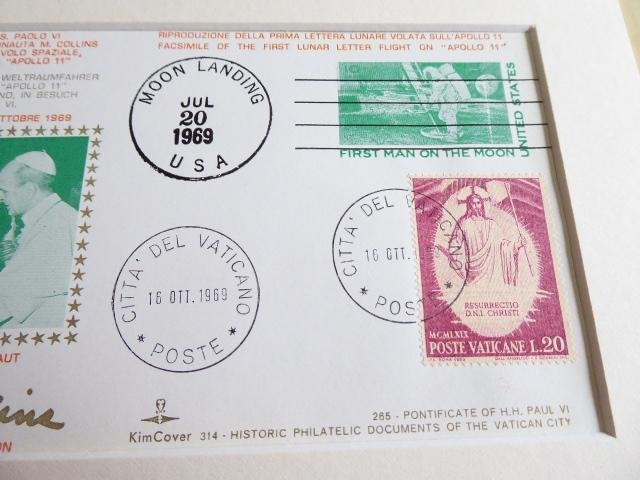 S. PAOLO VI
NAUTA M. COLLINS
VOLO SPAZIALE,
"APOLLO 11"
WELTRAUMFAHRER
"APOLLO 11"
ND, IN BESUCH
VI.
OTTOBRE 1969
RIPRODUZIONE DELLA PRIMA LETTERA LUNARE VOLATA SULL'APOLLO 11
FACSIMILE OF THE FIRST LUNAR LETTER FLIGHT ON "APOLLO 11"
MOON LANDING
JUL
20
1969
USA
UNITED STATES
FIRST MAN ON THE MOON
CITTA' DEL VATICANO
16 OTT. 1969
* POSTE *
CITTA' DEL VATICANO
16 OTT.
* POSTE *
RESURRECTIO
D.N.I. CHRISTI
MCMLXIX
POSTE VATICANE L.20
AUT
ins
ON
265 - PONTIFICATE OF H.H. PAUL VI
KimCover 314 - HISTORIC PHILATELIC DOCUMENTS OF THE VATICAN CITY